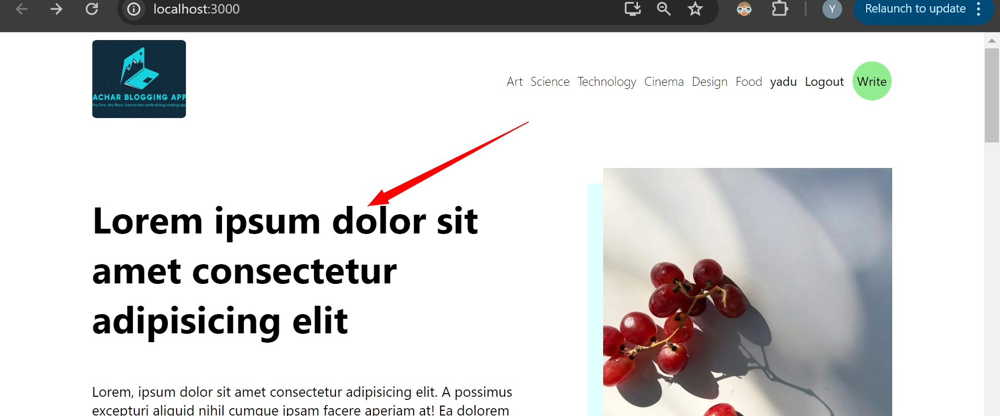 localhost:3000
Y
Relaunch to update
ACHAR BLOGGING APP
Any Time, Any Place, Science tech political blog creating app
Art Science Technology Cinema Design Food yadu Logout Write
Lorem ipsum dolor sit
amet consectetur
adipisicing elit
Lorem, ipsum dolor sit amet consectetur adipisicing elit. A possimus
excepturi aliquid nihil cumque ipsam facere aperiam at! Ea dolorem